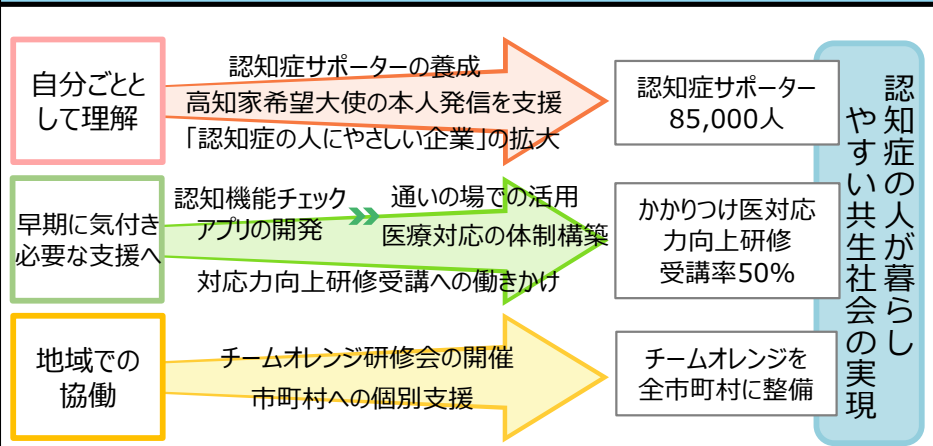 自分ごとと
して理解
認知症サポーターの養成
高知家希望大使の本人発信を支援
「認知症の人にやさしい企業」の拡大
認知症サポーター
85,000人
早期に気付き
必要な支援へ
認知機能チェック
アプリの開発
通いの場での活用
医療対応の体制構築
対応力向上研修受講への働きかけ
かかりつけ医対応
力向上研修
受講率50%
地域での
協働
チームオレンジ研修会の開催
市町村への個別支援
チームオレンジを
全市町村に整備
認知症の人が暮らし
やすい共生社会の実現